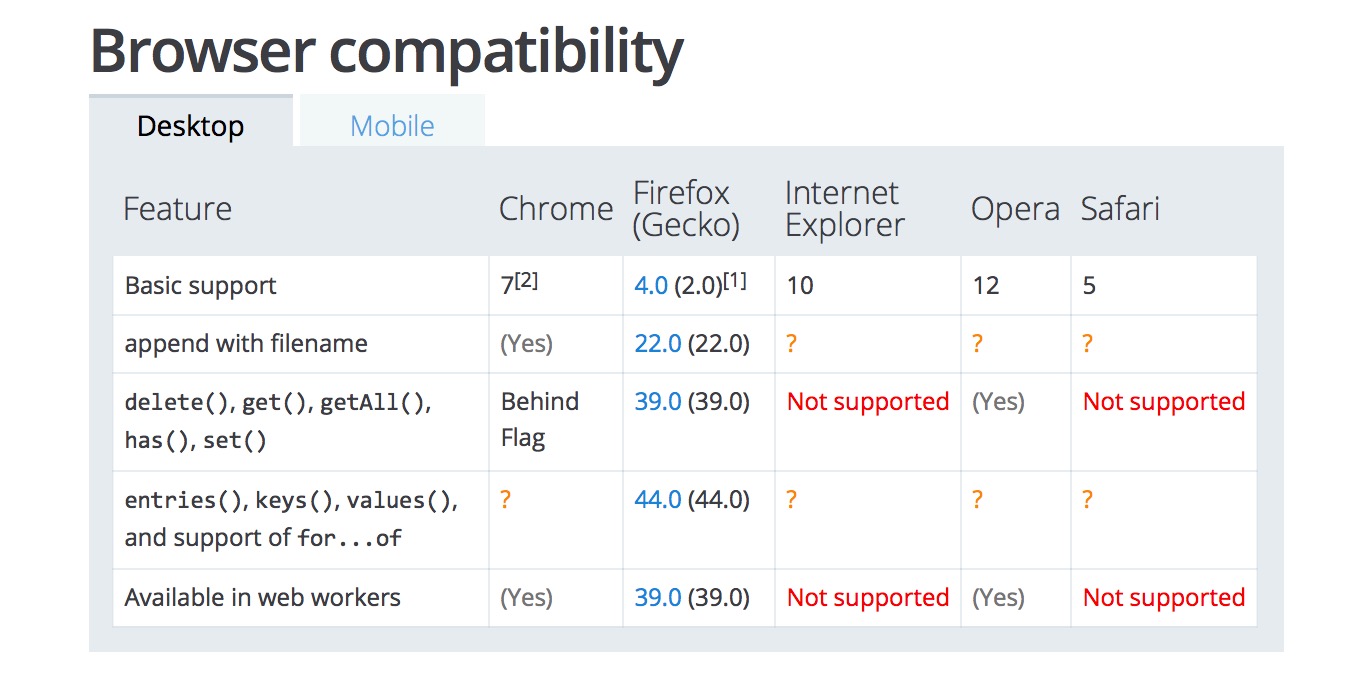 Browser compatibility
Desktop Mobile
Feature Chrome Firefox (Gecko) Internet Explorer Opera Safari
Basic support 7[2] 4.0 (2.0)[1] 10 12 5
append with filename (Yes) 22.0 (22.0) ? ? ?
delete(), get(), getAll(), has(), set() Behind Flag 39.0 (39.0) Not supported (Yes) Not supported
entries(), keys(), values(), and support of for...of ? 44.0 (44.0) ? ? ?
Available in web workers (Yes) 39.0 (39.0) Not supported (Yes) Not supported